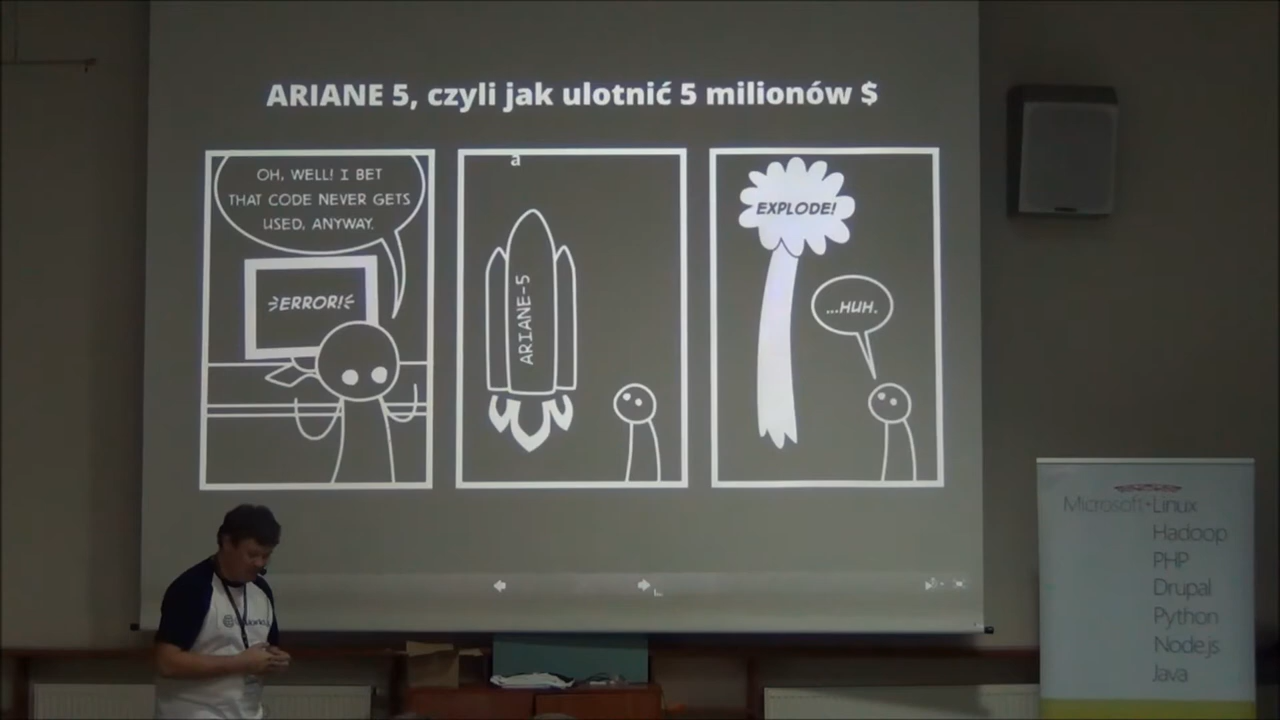 ARIANE 5, czyli jak ulotnić 5 milionów $
OH, WELL! I BET
THAT CODE NEVER GETS
USED, ANYWAY.
ERROR!
a
ARIANE-5
EXPLODE!
...HUH.
Microsoft+Linux
Hadoop
PHP
Drupal
Python
Node.js
Java